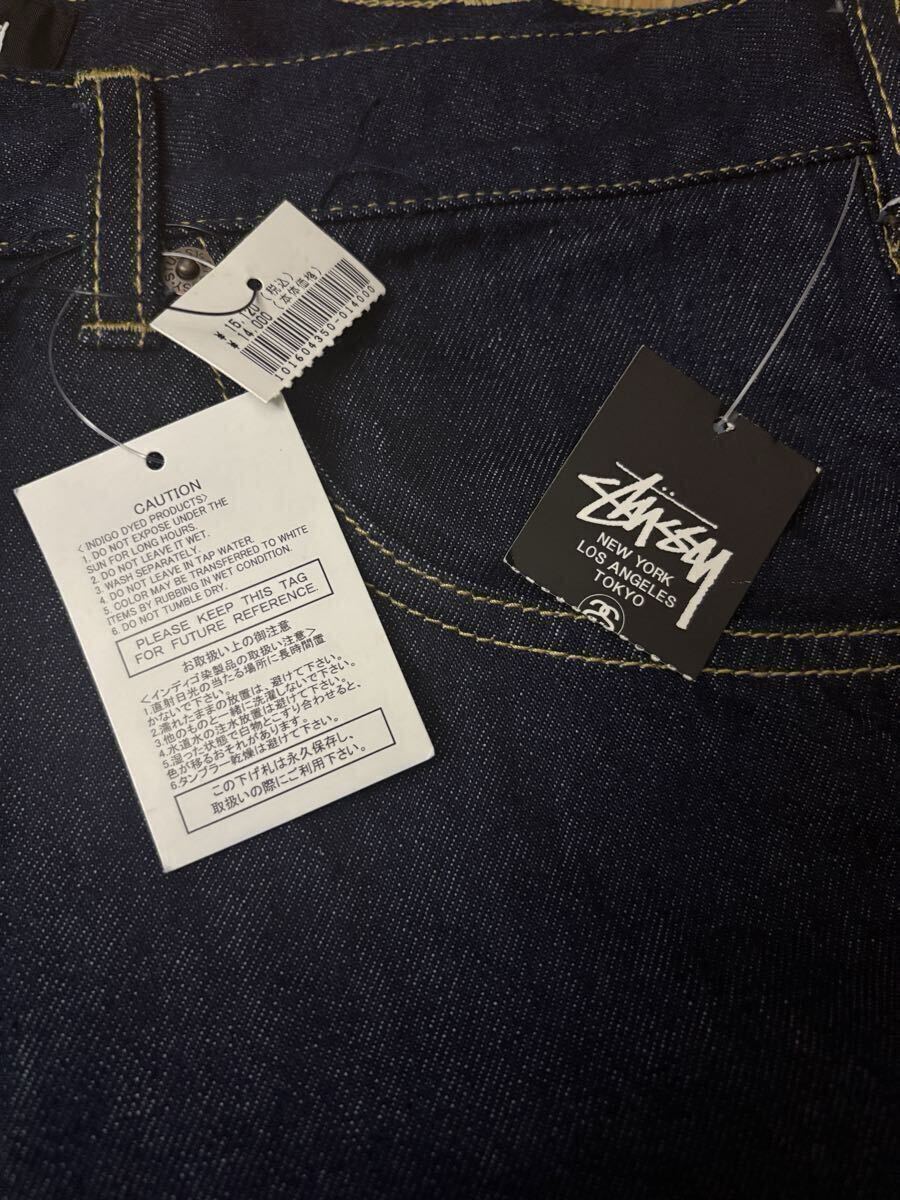 ¥ 15,120 (税込)
¥ 14,000 (本体価格)
101604350-014000
CAUTION
〈INDIGO DYED PRODUCTS〉
1. DO NOT EXPOSE UNDER THE
SUN FOR LONG HOURS.
2. DO NOT LEAVE IT WET.
3. WASH SEPARATELY.
4. DO NOT LEAVE IN TAP WATER.
5. COLOR MAY BE TRANSFERRED TO WHITE
ITEMS BY RUBBING IN WET CONDITION.
6. DO NOT TUMBLE DRY.
PLEASE KEEP THIS TAG
FOR FUTURE REFERENCE.
お取扱い上の御注意
〈インディゴ染製品の取扱い注意〉
1.直射日光の当たる場所に長時間置
かないで下さい。
2.濡れたままの放置は、避けて下さい。
3.他のものと一緒に洗濯しないで下さい。
4.水道水の注水放置は避けて下さい。
5.湿った状態で白物とこすり合わせると、
色が移るおそれがあります。
6.タンブラー乾燥は避けて下さい。
この下げ札は永久保存し、
取扱いの際にご利用下さい。
STÜSSY
NEW YORK
LOS ANGELES
TOKYO